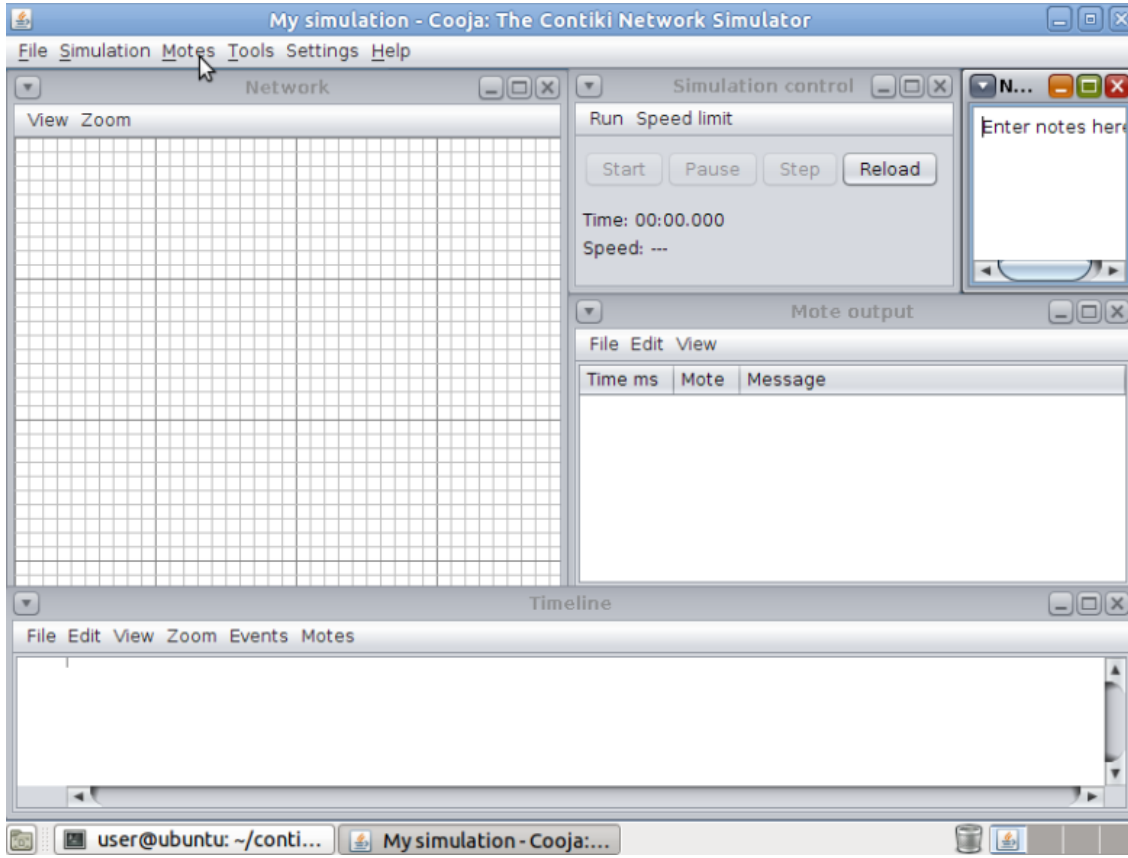 My simulation - Cooja: The Contiki Network Simulator
File Simulation Motes Tools Settings Help
Network
View Zoom
Simulation control
Run Speed limit
Start Pause Step Reload
Time: 00:00.000
Speed: ---
N...
Enter notes here
Mote output
File Edit View
Time ms Mote Message
Timeline
File Edit View Zoom Events Motes
user@ubuntu: ~/conti... My simulation - Cooja:...